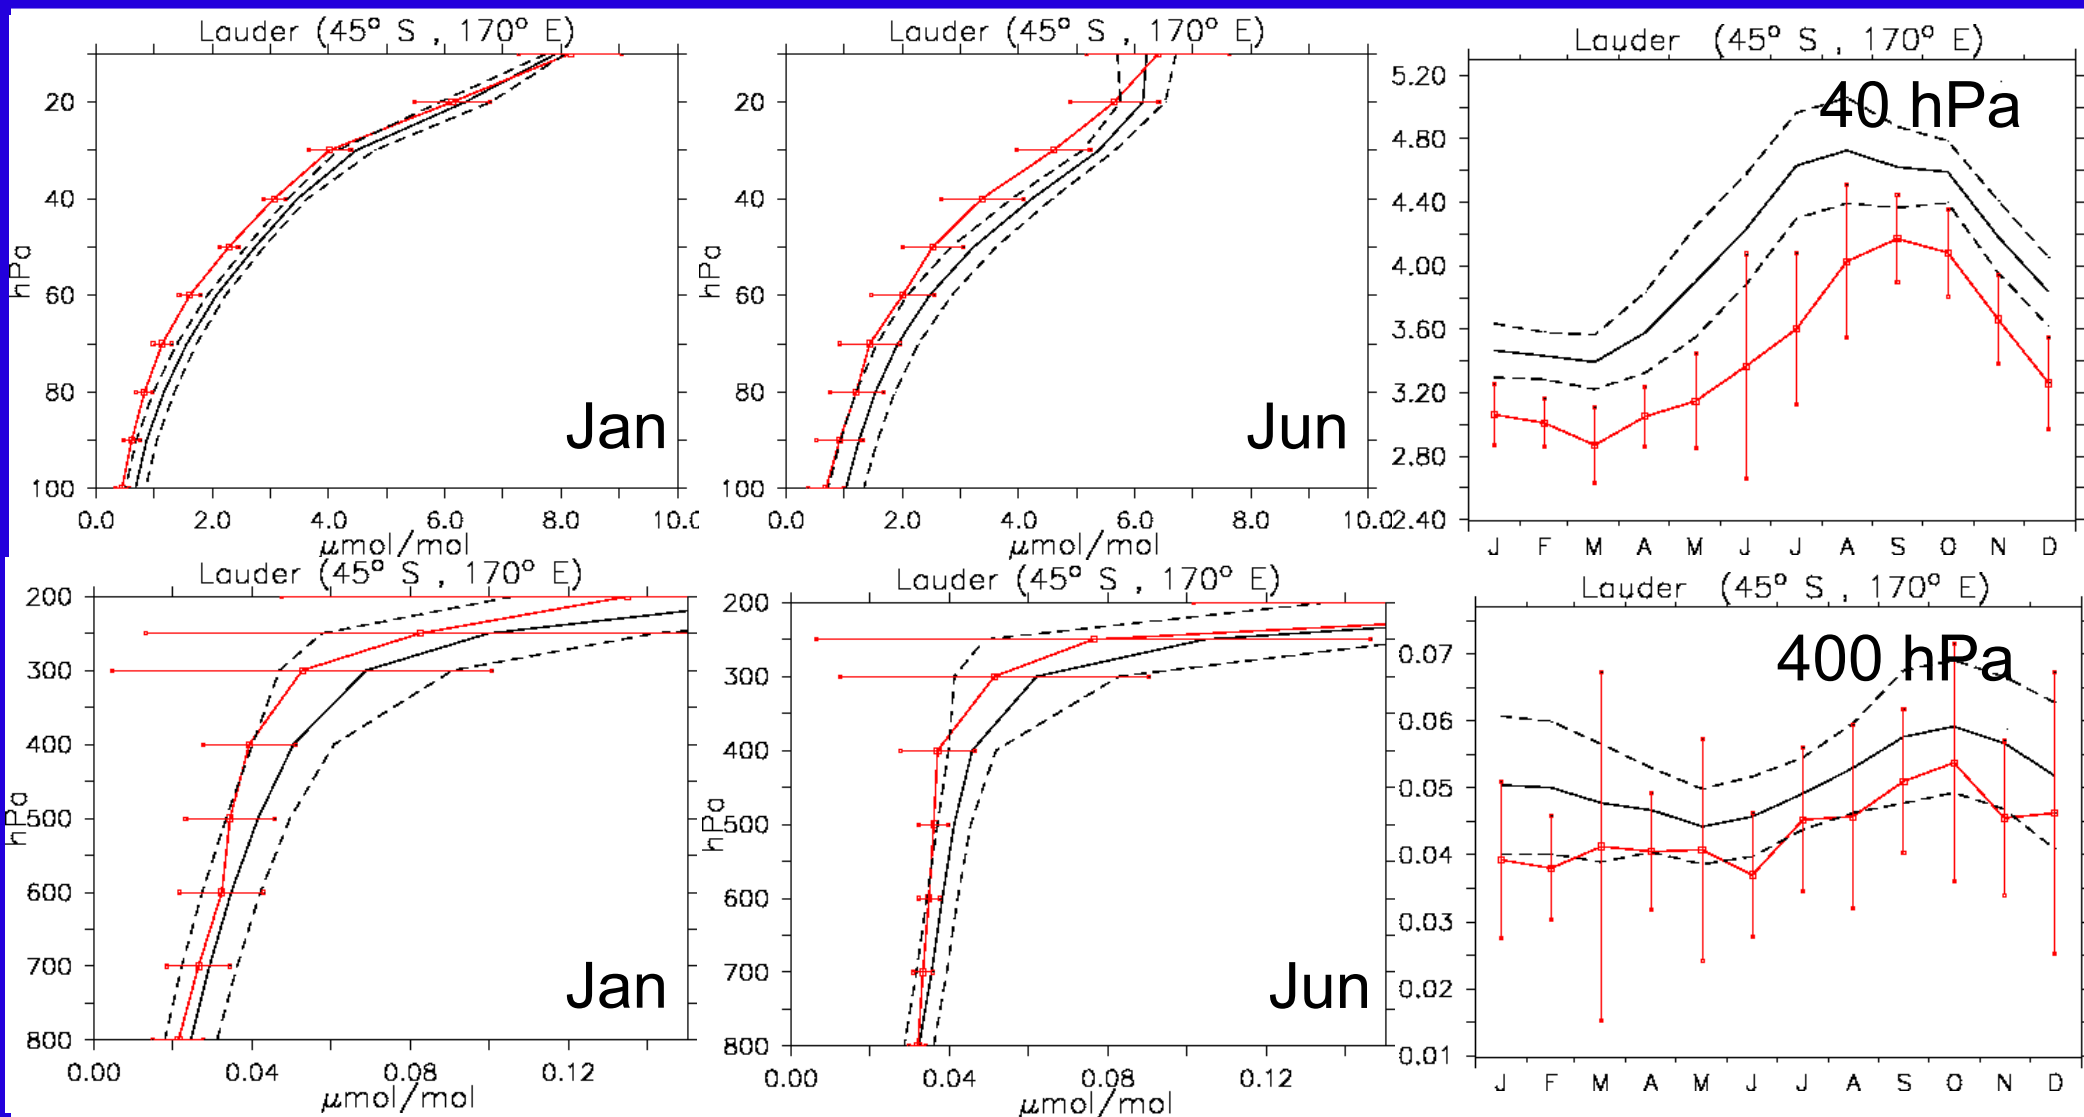 Lauder (45° S , 170° E)
20
40
60
80
100
hPa
0.0 2.0 4.0 6.0 8.0 10.0
µmol/mol
Jan
Lauder (45° S , 170° E)
20
40
60
80
100
hPa
0.0 2.0 4.0 6.0 8.0 10.0
µmol/mol
Jun
Lauder (45° S , 170° E)
40 hPa
5.20
4.80
4.40
4.00
3.60
3.20
2.80
2.40
J F M A M J J A S O N D
Lauder (45° S , 170° E)
200
300
400
500
600
700
800
hPa
0.00 0.04 0.08 0.12
µmol/mol
Jan
Lauder (45° S , 170° E)
200
300
400
500
600
700
800
hPa
0.00 0.04 0.08 0.12
µmol/mol
Jun
Lauder (45° S , 170° E)
400 hPa
0.07
0.06
0.05
0.04
0.03
0.02
0.01
J F M A M J J A S O N D